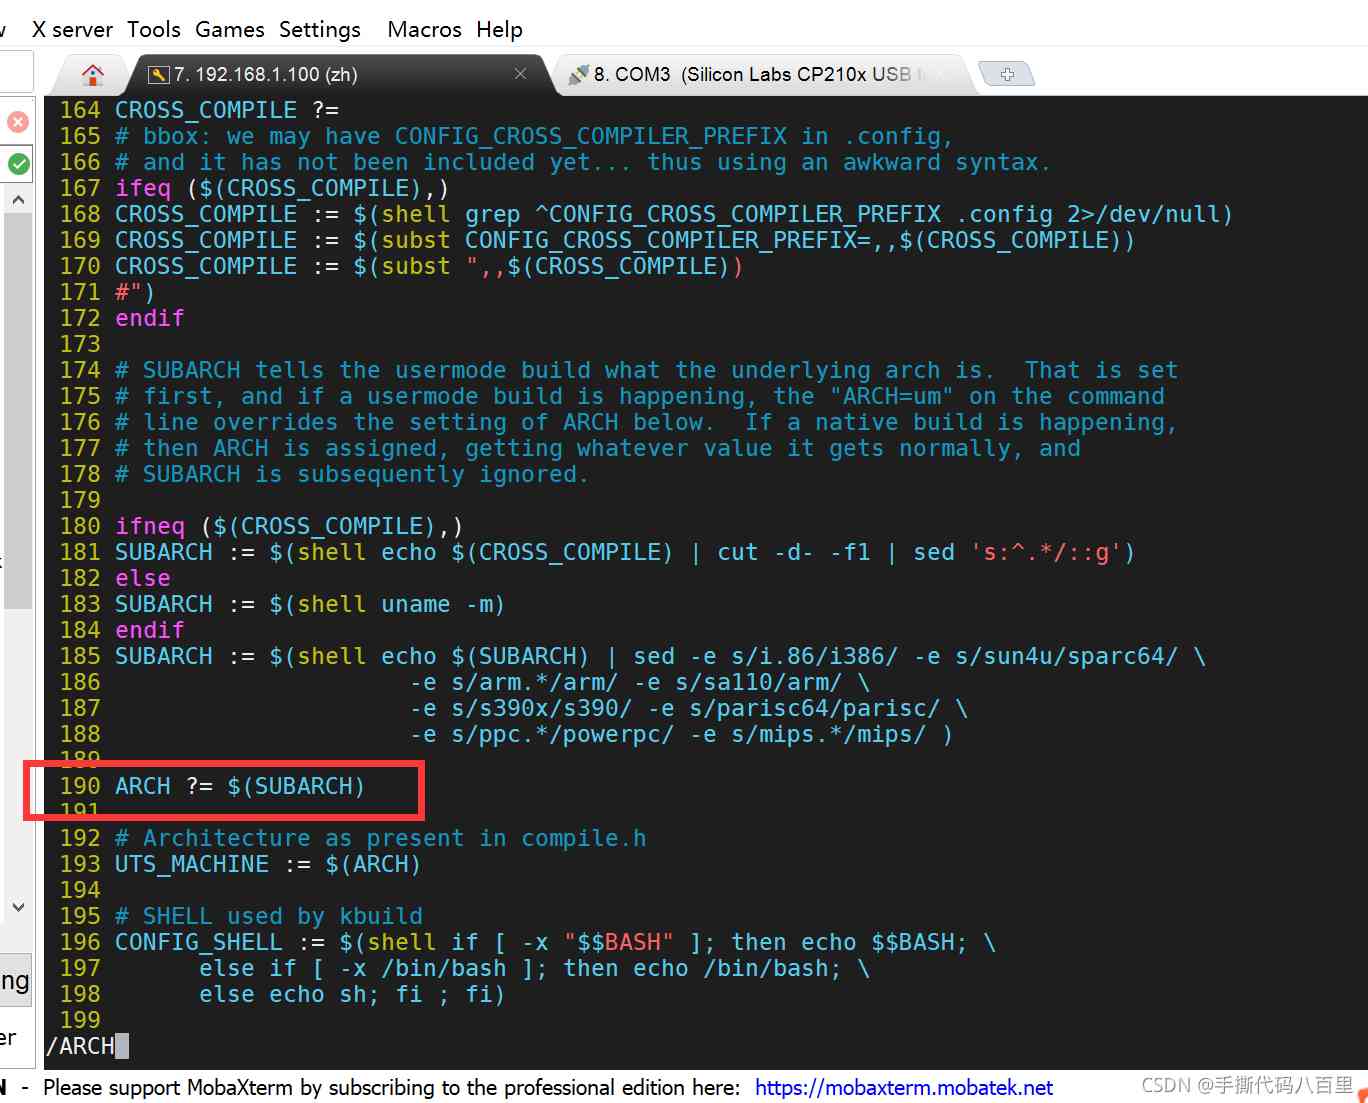 X server Tools Games Settings Macros Help
7. 192.168.1.100 (zh)
8. COM3 (Silicon Labs CP210x USB
164 CROSS_COMPILE ?=
165 # bbox: we may have CONFIG_CROSS_COMPILER_PREFIX in .config,
166 # and it has not been included yet... thus using an awkward syntax.
167 ifeq ($(CROSS_COMPILE),)
168 CROSS_COMPILE := $(shell grep ^CONFIG_CROSS_COMPILER_PREFIX .config 2>/dev/null)
169 CROSS_COMPILE := $(subst CONFIG_CROSS_COMPILER_PREFIX=,,$(CROSS_COMPILE))
170 CROSS_COMPILE := $(subst ",,$(CROSS_COMPILE))
171 #")
172 endif
173
174 # SUBARCH tells the usermode build what the underlying arch is.  That is set
175 # first, and if a usermode build is happening, the "ARCH=um" on the command
176 # line overrides the setting of ARCH below.  If a native build is happening,
177 # then ARCH is assigned, getting whatever value it gets normally, and
178 # SUBARCH is subsequently ignored.
179
180 ifneq ($(CROSS_COMPILE),)
181 SUBARCH := $(shell echo $(CROSS_COMPILE) | cut -d- -f1 | sed 's:^.*/::g')
182 else
183 SUBARCH := $(shell uname -m)
184 endif
185 SUBARCH := $(shell echo $(SUBARCH) | sed -e s/i.86/i386/ -e s/sun4u/sparc64/ \
186 -e s/arm.*/arm/ -e s/sa110/arm/ \
187 -e s/s390x/s390/ -e s/parisc64/parisc/ \
188 -e s/ppc.*/powerpc/ -e s/mips.*/mips/ )
189
190 ARCH ?= $(SUBARCH)
191
192 # Architecture as present in compile.h
193 UTS_MACHINE := $(ARCH)
194
195 # SHELL used by kbuild
196 CONFIG_SHELL := $(shell if [ -x "$$BASH" ]; then echo $$BASH; \
197 else if [ -x /bin/bash ]; then echo /bin/bash; \
198 else echo sh; fi ; fi)
199
/ARCH
ng
er
N - Please support MobaXterm by subscribing to the professional edition here: https://mobaxterm.mobatek.net
CSDN @手撕代码八百里